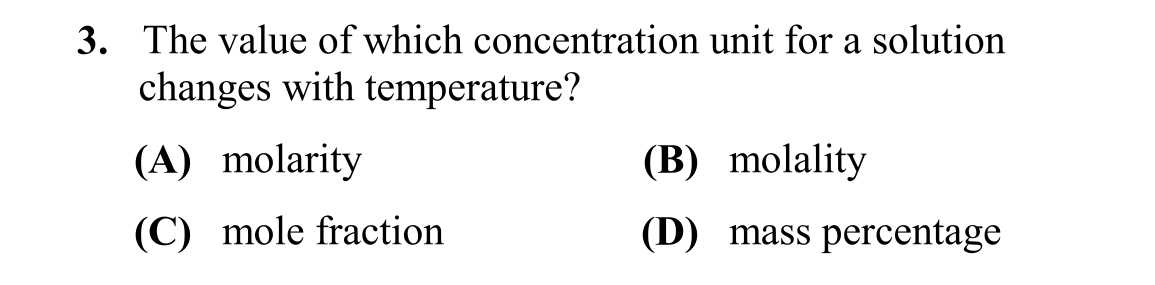 3. The value of which concentration unit for a solution
changes with temperature?
(A) molarity (B) molality
(C) mole fraction (D) mass percentage